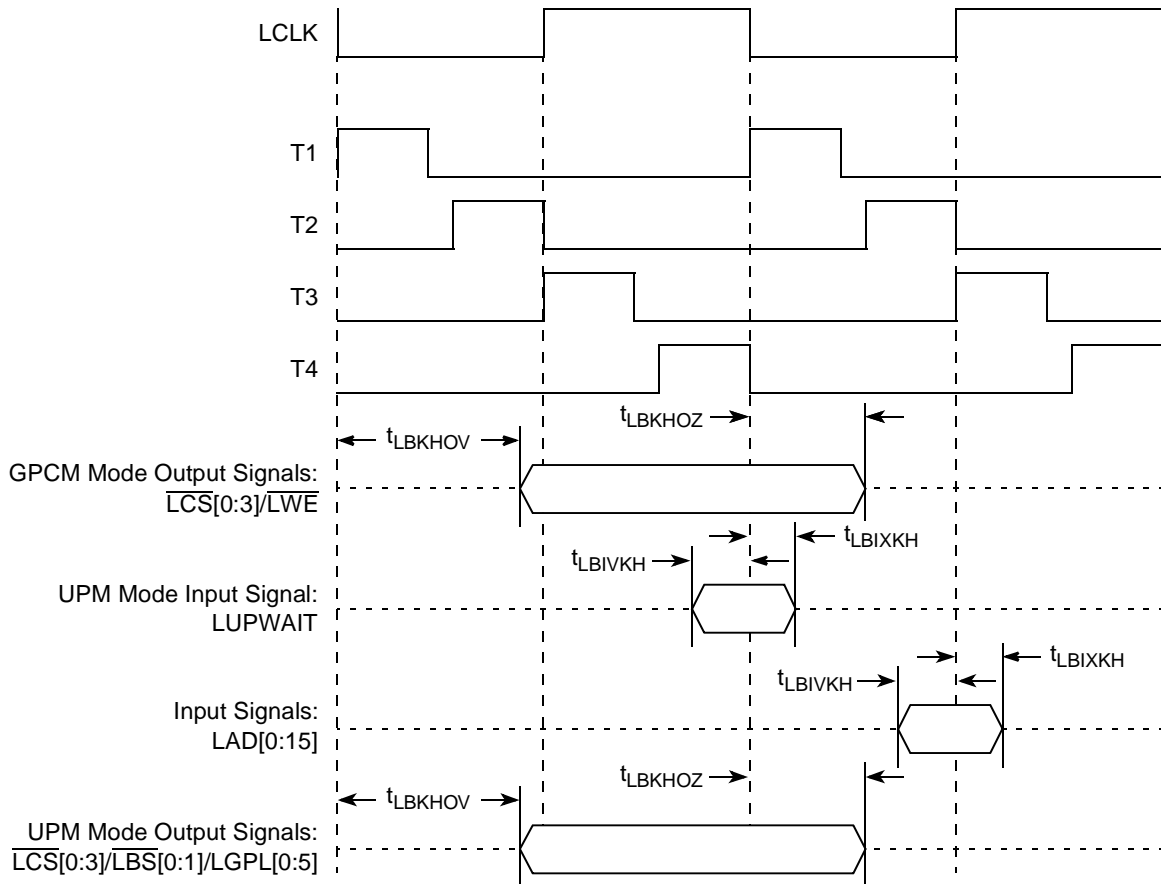 LCLK
T1
T2
T3
T4
tLBKHOZ
tLBKHOV
GPCM Mode Output Signals:
LCS[0:3]/LWE
tLBIXKH
tLBIVKH
UPM Mode Input Signal:
LUPWAIT
tLBIXKH
tLBIVKH
Input Signals:
LAD[0:15]
tLBKHOZ
tLBKHOV
UPM Mode Output Signals:
LCS[0:3]/LBS[0:1]/LGPL[0:5]